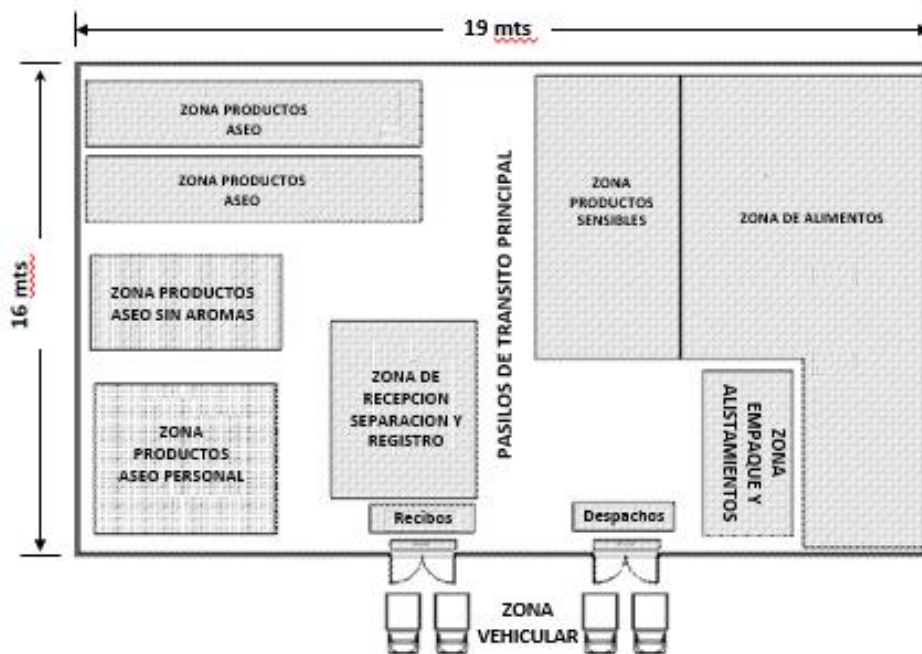 19 mts
16 mts
ZONA PRODUCTOS
ASEO
ZONA PRODUCTOS
ASEO
ZONA PRODUCTOS
ASEO SIN AROMAS
ZONA
PRODUCTOS
ASEO PERSONAL
ZONA DE
RECEPCION
SEPARACION Y
REGISTRO
Recibos
PASILOS DE TRANSITO PRINCIPAL
ZONA
PRODUCTOS
SENSIBLES
ZONA DE ALIMENTOS
ZONA
EMPAQUE Y
ALISTAMIENTOS
Despachos
ZONA
VEHICULAR